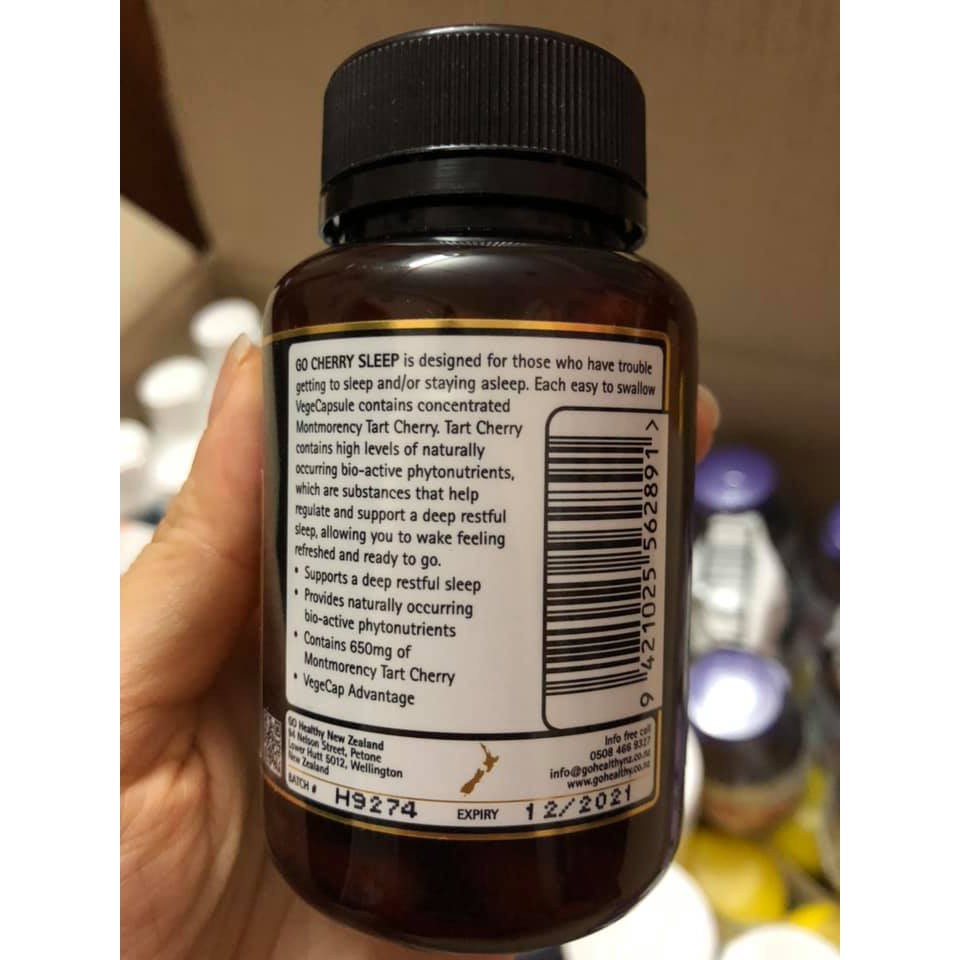 GO CHERRY SLEEP is designed for those who have trouble
getting to sleep and/or staying asleep. Each easy to swallow
VegeCapsule contains concentrated
Montmorency Tart Cherry. Tart Cherry
contains high levels of naturally
occurring bio-active phytonutrients,
which are substances that help
regulate and support a deep restful
sleep, allowing you to wake feeling
refreshed and ready to go.
• Supports a deep restful sleep
• Provides naturally occurring
bio-active phytonutrients
• Contains 650mg of
Montmorency Tart Cherry
• VegeCap Advantage
9 421025 562891 >
GO Healthy New Zealand
94 Nelson Street, Petone
Lower Hutt 5012, Wellington
New Zealand
Info free call
0508 466 9327
info@gohealthynz.co.nz
www.gohealthy.co.nz
BATCH # H9274
EXPIRY 12/2021